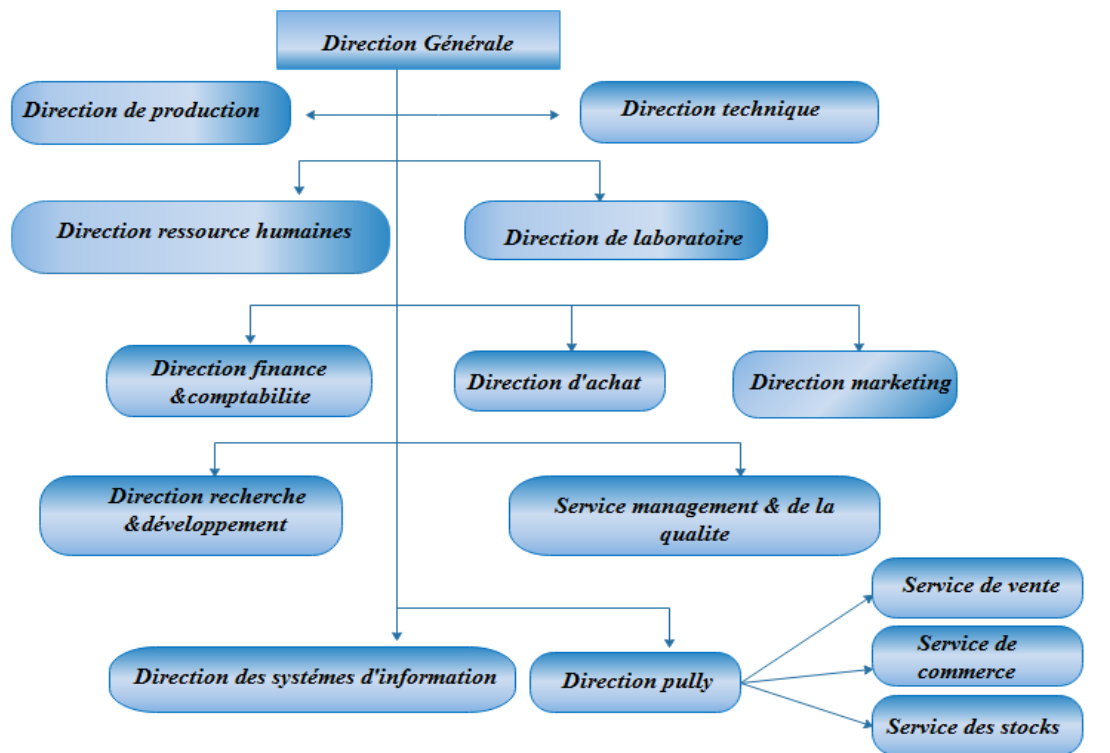 Direction Générale
Direction de production
Direction technique
Direction ressource humaines
Direction de laboratoire
Direction finance
&comptabilite
Direction d'achat
Direction marketing
Direction recherche
&développement
Service management & de la
qualite
Service de vente
Service de
commerce
Service des stocks
Direction des systémes d'information
Direction pully